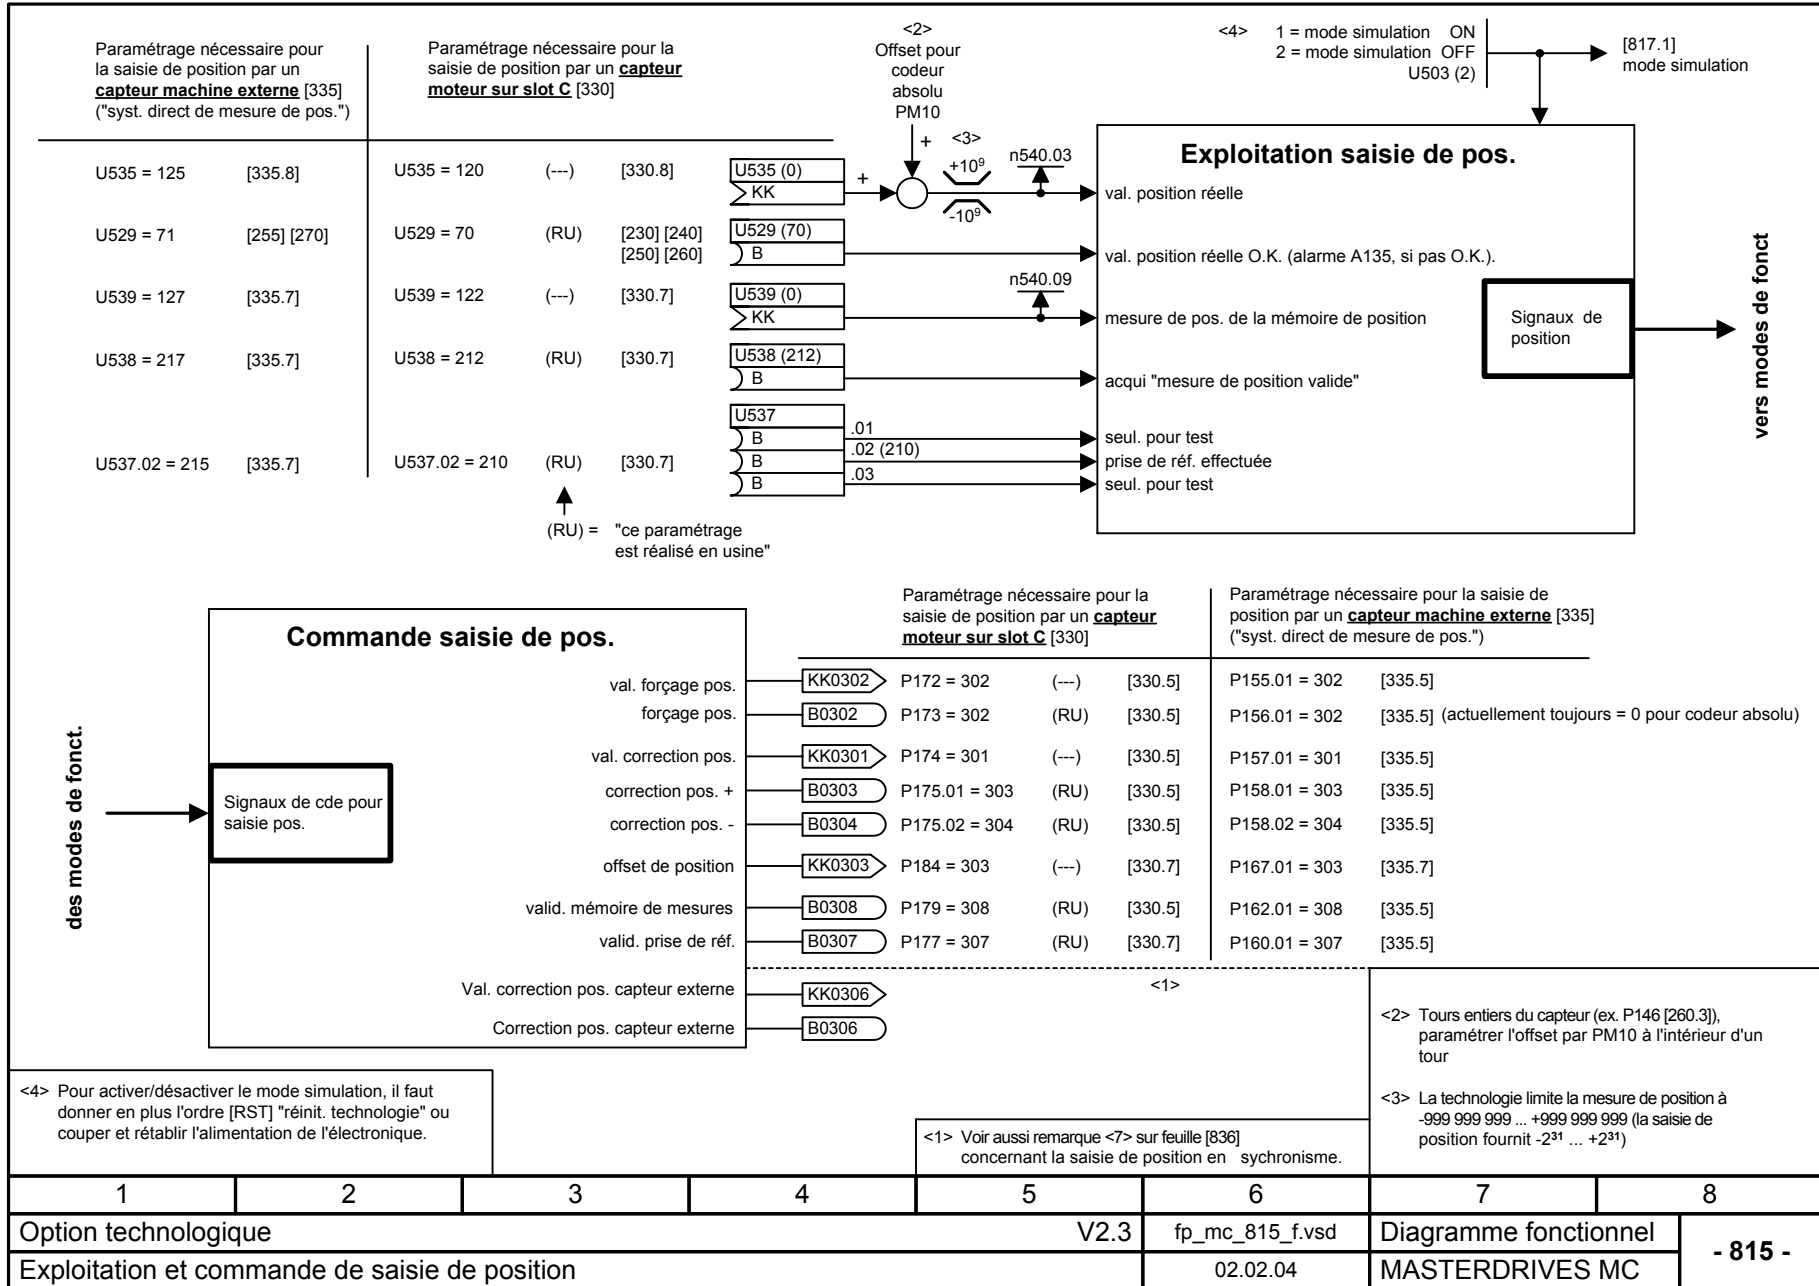 Paramétrage nécessaire pour
la saisie de position par un
capteur machine externe [335]
("syst. direct de mesure de pos.")
Paramétrage nécessaire pour la
saisie de position par un capteur
moteur sur slot C [330]
<2>
Offset pour
codeur
absolu
PM10
<4> 1 = mode simulation ON
2 = mode simulation OFF
U503 (2)
[817.1]
mode simulation
U535 = 125 [335.8] U535 = 120 (---) [330.8] U535 (0)
KK
+
+
<3>
+10⁹
-10⁹
n540.03
Exploitation saisie de pos.
val. position réelle
U529 = 71 [255] [270] U529 = 70 (RU) [230] [240]
[250] [260]
U529 (70)
B
val. position réelle O.K. (alarme A135, si pas O.K.).
U539 = 127 [335.7] U539 = 122 (---) [330.7] U539 (0)
KK
n540.09
mesure de pos. de la mémoire de position
Signaux de
position
vers modes de fonct
U538 = 217 [335.7] U538 = 212 (RU) [330.7] U538 (212)
B
acqui "mesure de position valide"
U537
B .01 seul. pour test
U537.02 = 215 [335.7] U537.02 = 210 (RU) [330.7] B .02 (210) prise de réf. effectuée
B .03 seul. pour test
(RU) = "ce paramétrage
est réalisé en usine"
Paramétrage nécessaire pour la
saisie de position par un capteur
moteur sur slot C [330]
Paramétrage nécessaire pour la saisie de
position par un capteur machine externe [335]
("syst. direct de mesure de pos.")
Commande saisie de pos.
des modes de fonct.
Signaux de cde pour
saisie pos.
val. forçage pos. KK0302 P172 = 302 (---) [330.5] P155.01 = 302 [335.5]
forçage pos. B0302 P173 = 302 (RU) [330.5] P156.01 = 302 [335.5] (actuellement toujours = 0 pour codeur absolu)
val. correction pos. KK0301 P174 = 301 (---) [330.5] P157.01 = 301 [335.5]
correction pos. + B0303 P175.01 = 303 (RU) [330.5] P158.01 = 303 [335.5]
correction pos. - B0304 P175.02 = 304 (RU) [330.5] P158.02 = 304 [335.5]
offset de position KK0303 P184 = 303 (---) [330.7] P167.01 = 303 [335.7]
valid. mémoire de mesures B0308 P179 = 308 (RU) [330.5] P162.01 = 308 [335.5]
valid. prise de réf. B0307 P177 = 307 (RU) [330.7] P160.01 = 307 [335.5]
Val. correction pos. capteur externe KK0306 <1>
Correction pos. capteur externe B0306
<2> Tours entiers du capteur (ex. P146 [260.3]),
paramétrer l'offset par PM10 à l'intérieur d'un
tour
<3> La technologie limite la mesure de position à
-999 999 999 ... +999 999 999 (la saisie de
position fournit -2³¹ ... +2³¹)
<4> Pour activer/désactiver le mode simulation, il faut
donner en plus l'ordre [RST] "réinit. technologie" ou
couper et rétablir l'alimentation de l'électronique.
<1> Voir aussi remarque <7> sur feuille [836]
concernant la saisie de position en sychronisme.
1 2 3 4 5 6 7 8
Option technologique V2.3 fp_mc_815_f.vsd Diagramme fonctionnel
- 815 -
Exploitation et commande de saisie de position 02.02.04 MASTERDRIVES MC